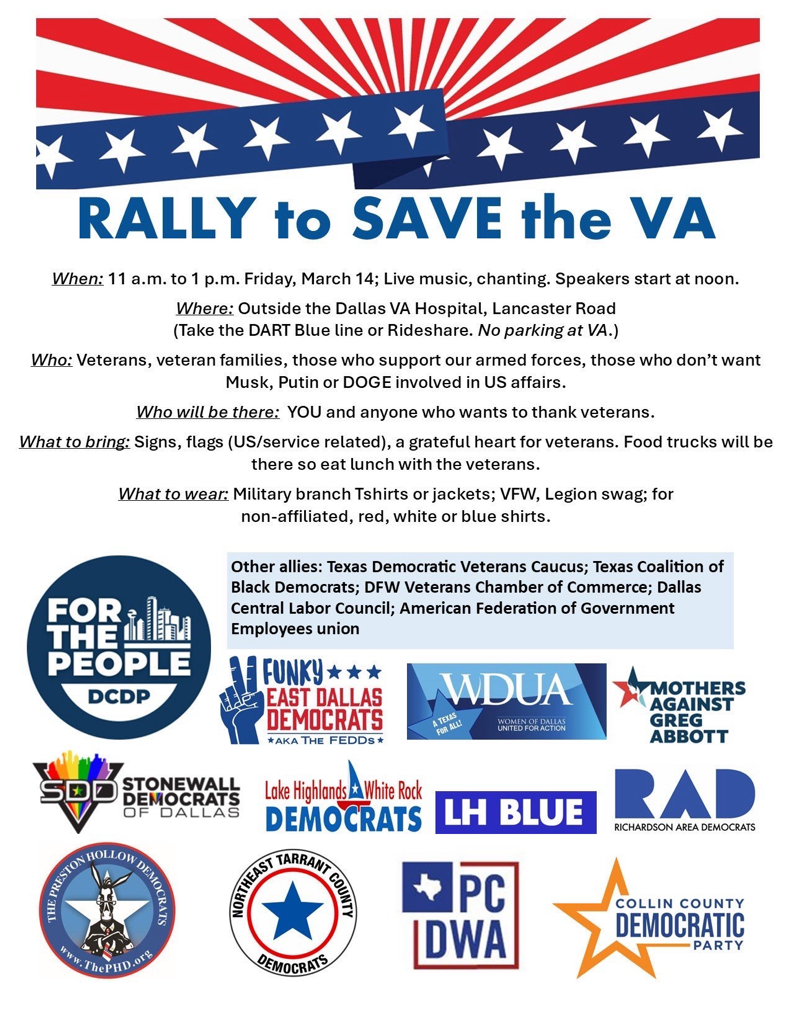 RALLY to SAVE the VA
When: 11 a.m. to 1 p.m. Friday, March 14; Live music, chanting. Speakers start at noon.
Where: Outside the Dallas VA Hospital, Lancaster Road
(Take the DART Blue line or Rideshare. No parking at VA.)
Who: Veterans, veteran families, those who support our armed forces, those who don’t want
Musk, Putin or DOGE involved in US affairs.
Who will be there: YOU and anyone who wants to thank veterans.
What to bring: Signs, flags (US/service related), a grateful heart for veterans. Food trucks will be
there so eat lunch with the veterans.
What to wear: Military branch Tshirts or jackets; VFW, Legion swag; for
non-affiliated, red, white or blue shirts.
FOR
THE
PEOPLE
DCDP
Other allies: Texas Democratic Veterans Caucus; Texas Coalition of
Black Democrats; DFW Veterans Chamber of Commerce; Dallas
Central Labor Council; American Federation of Government
Employees union
FUNKY
EAST DALLAS
DEMOCRATS
AKA THE FEDDs
WDUA
A TEXAS
FOR ALL!
WOMEN OF DALLAS
UNITED FOR ACTION
MOTHERS
AGAINST
GREG
ABBOTT
SDD
STONEWALL
DEMOCRATS
OF DALLAS
Lake Highlands White Rock
DEMOCRATS
LH BLUE
RAD
RICHARDSON AREA DEMOCRATS
THE PRESTON HOLLOW DEMOCRATS
www.ThePHD.org
NORTHEAST TARRANT COUNTY
DEMOCRATS
PC
DWA
COLLIN COUNTY
DEMOCRATIC
PARTY